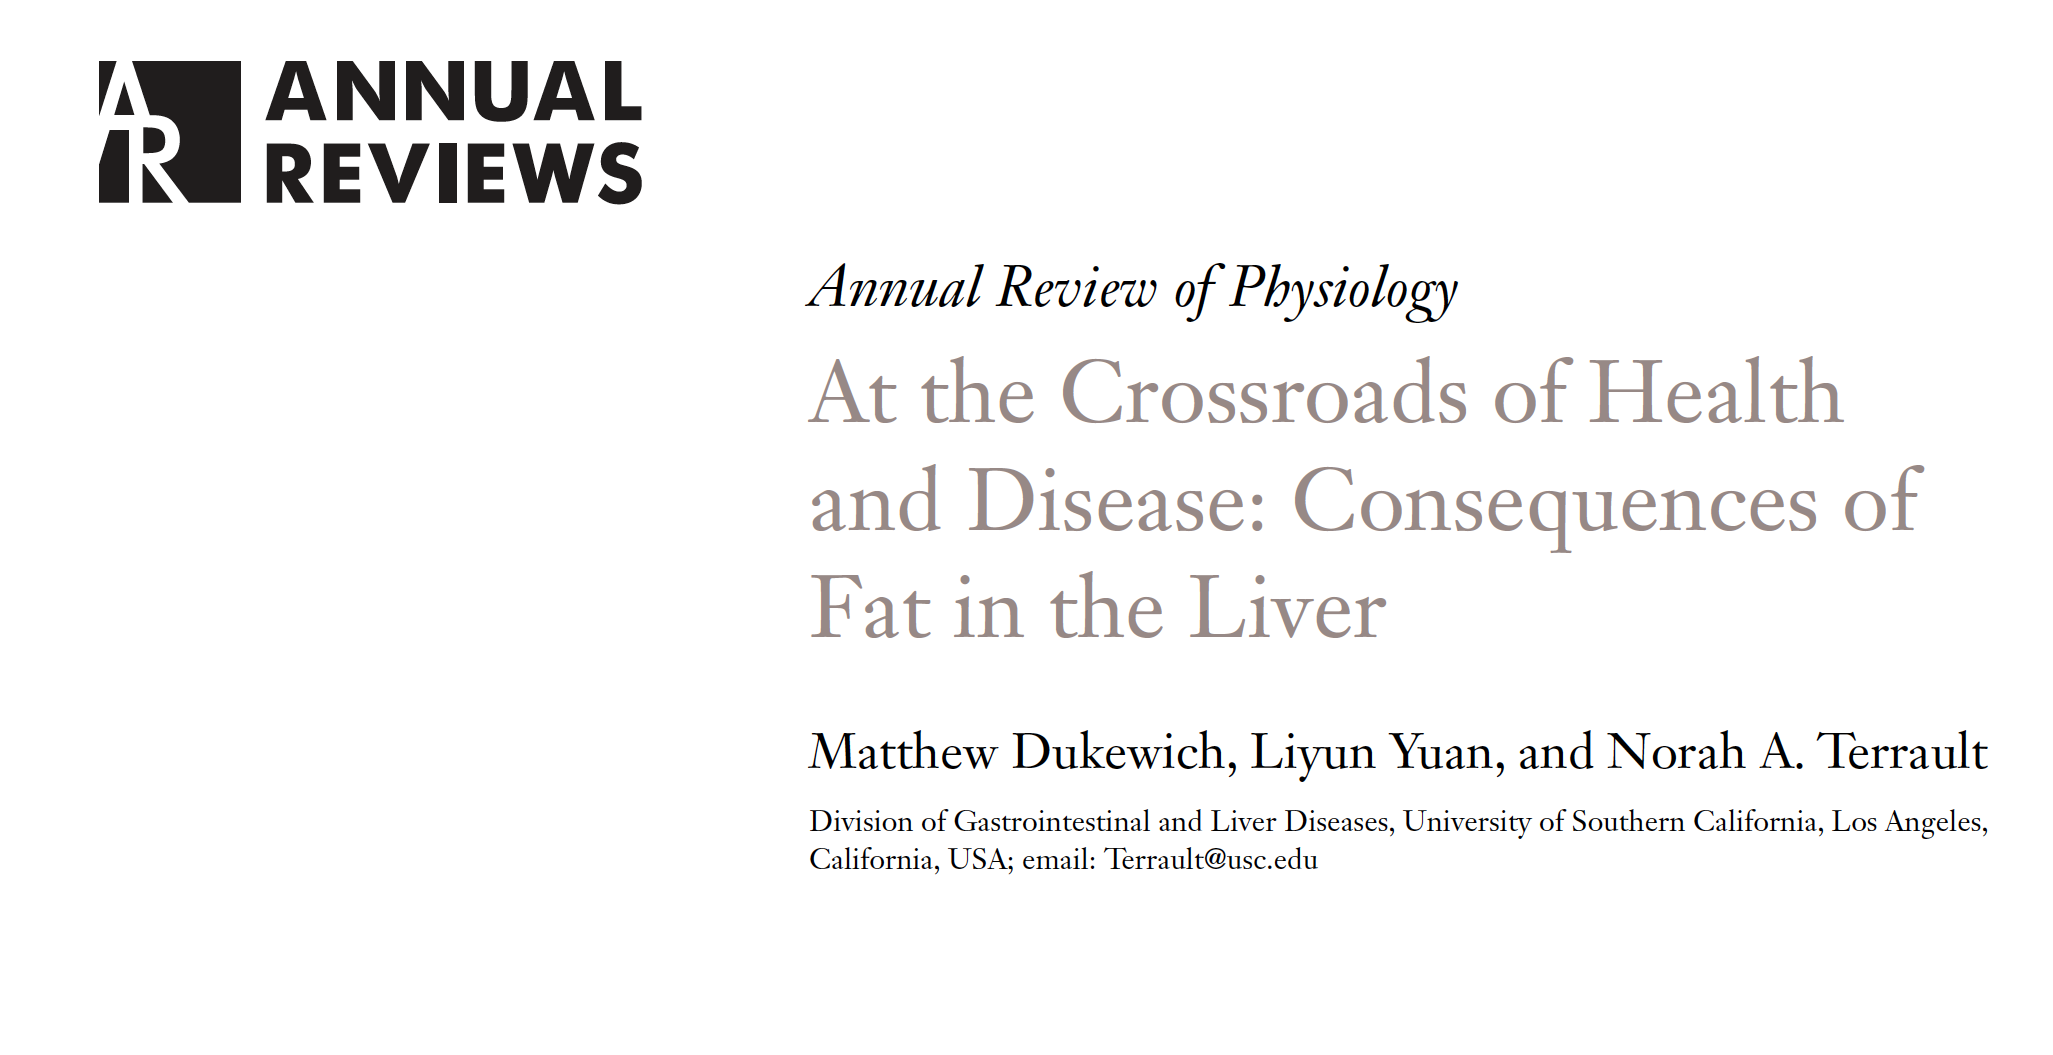 AR
ANNUAL
REVIEWS
Annual Review of Physiology
At the Crossroads of Health
and Disease: Consequences of
Fat in the Liver
Matthew Dukewich, Liyun Yuan, and Norah A. Terrault
Division of Gastrointestinal and Liver Diseases, University of Southern California, Los Angeles,
California, USA; email: Terrault@usc.edu